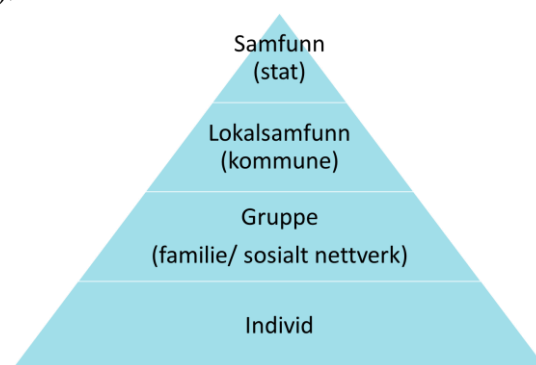 ).
Samfunn
(stat)
Lokalsamfunn
(kommune)
Gruppe
(familie/ sosialt nettverk)
Individ